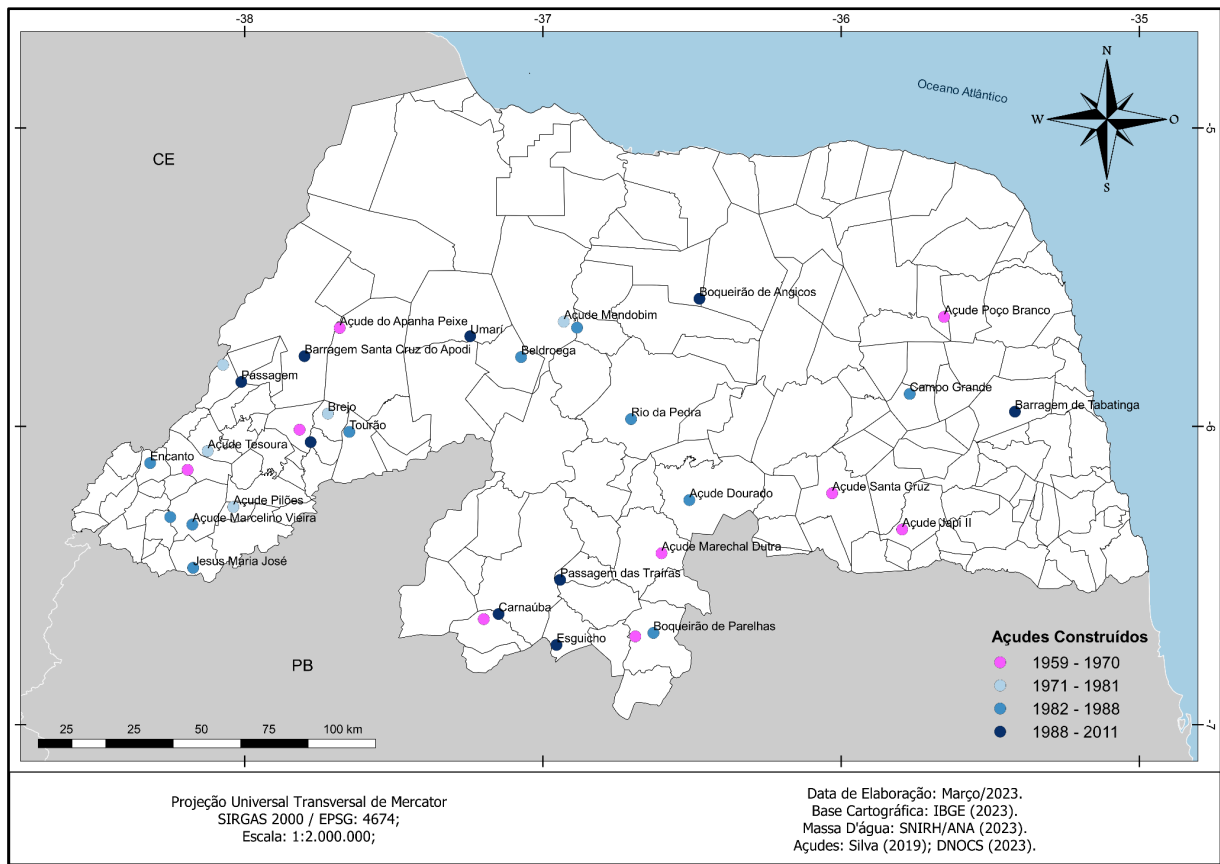 -38
-37
-36
-35
N
W
O
S
Oceano Atlântico
-5
CE
Boqueirão de Angicos
Açude Mendobim
Açude Poço Branco
Açude do Apanha Peixe
Umarí
Barragem Santa Cruz do Apodi
Beldroega
Passagem
Campo Grande
Brejo
Rio da Pedra
Barragem de Tabatinga
Tourão
-6
Açude Tesoura
Encanto
Açude Santa Cruz
Açude Dourado
Açude Pilões
Açude Marcelino Vieira
Açude Japi II
Açude Marechal Dutra
Jesus Maria José
Passagem das Traíras
Carnaúba
Boqueirão de Parelhas
Esguicho
PB
Açudes Construídos
1959 - 1970
1971 - 1981
1982 - 1988
1988 - 2011
-7
25 25 50 75 100 km
Projeção Universal Transversal de Mercator
SIRGAS 2000 / EPSG: 4674;
Escala: 1:2.000.000;
Data de Elaboração: Março/2023.
Base Cartográfica: IBGE (2023).
Massa D'água: SNIRH/ANA (2023).
Açudes: Silva (2019); DNOCS (2023).